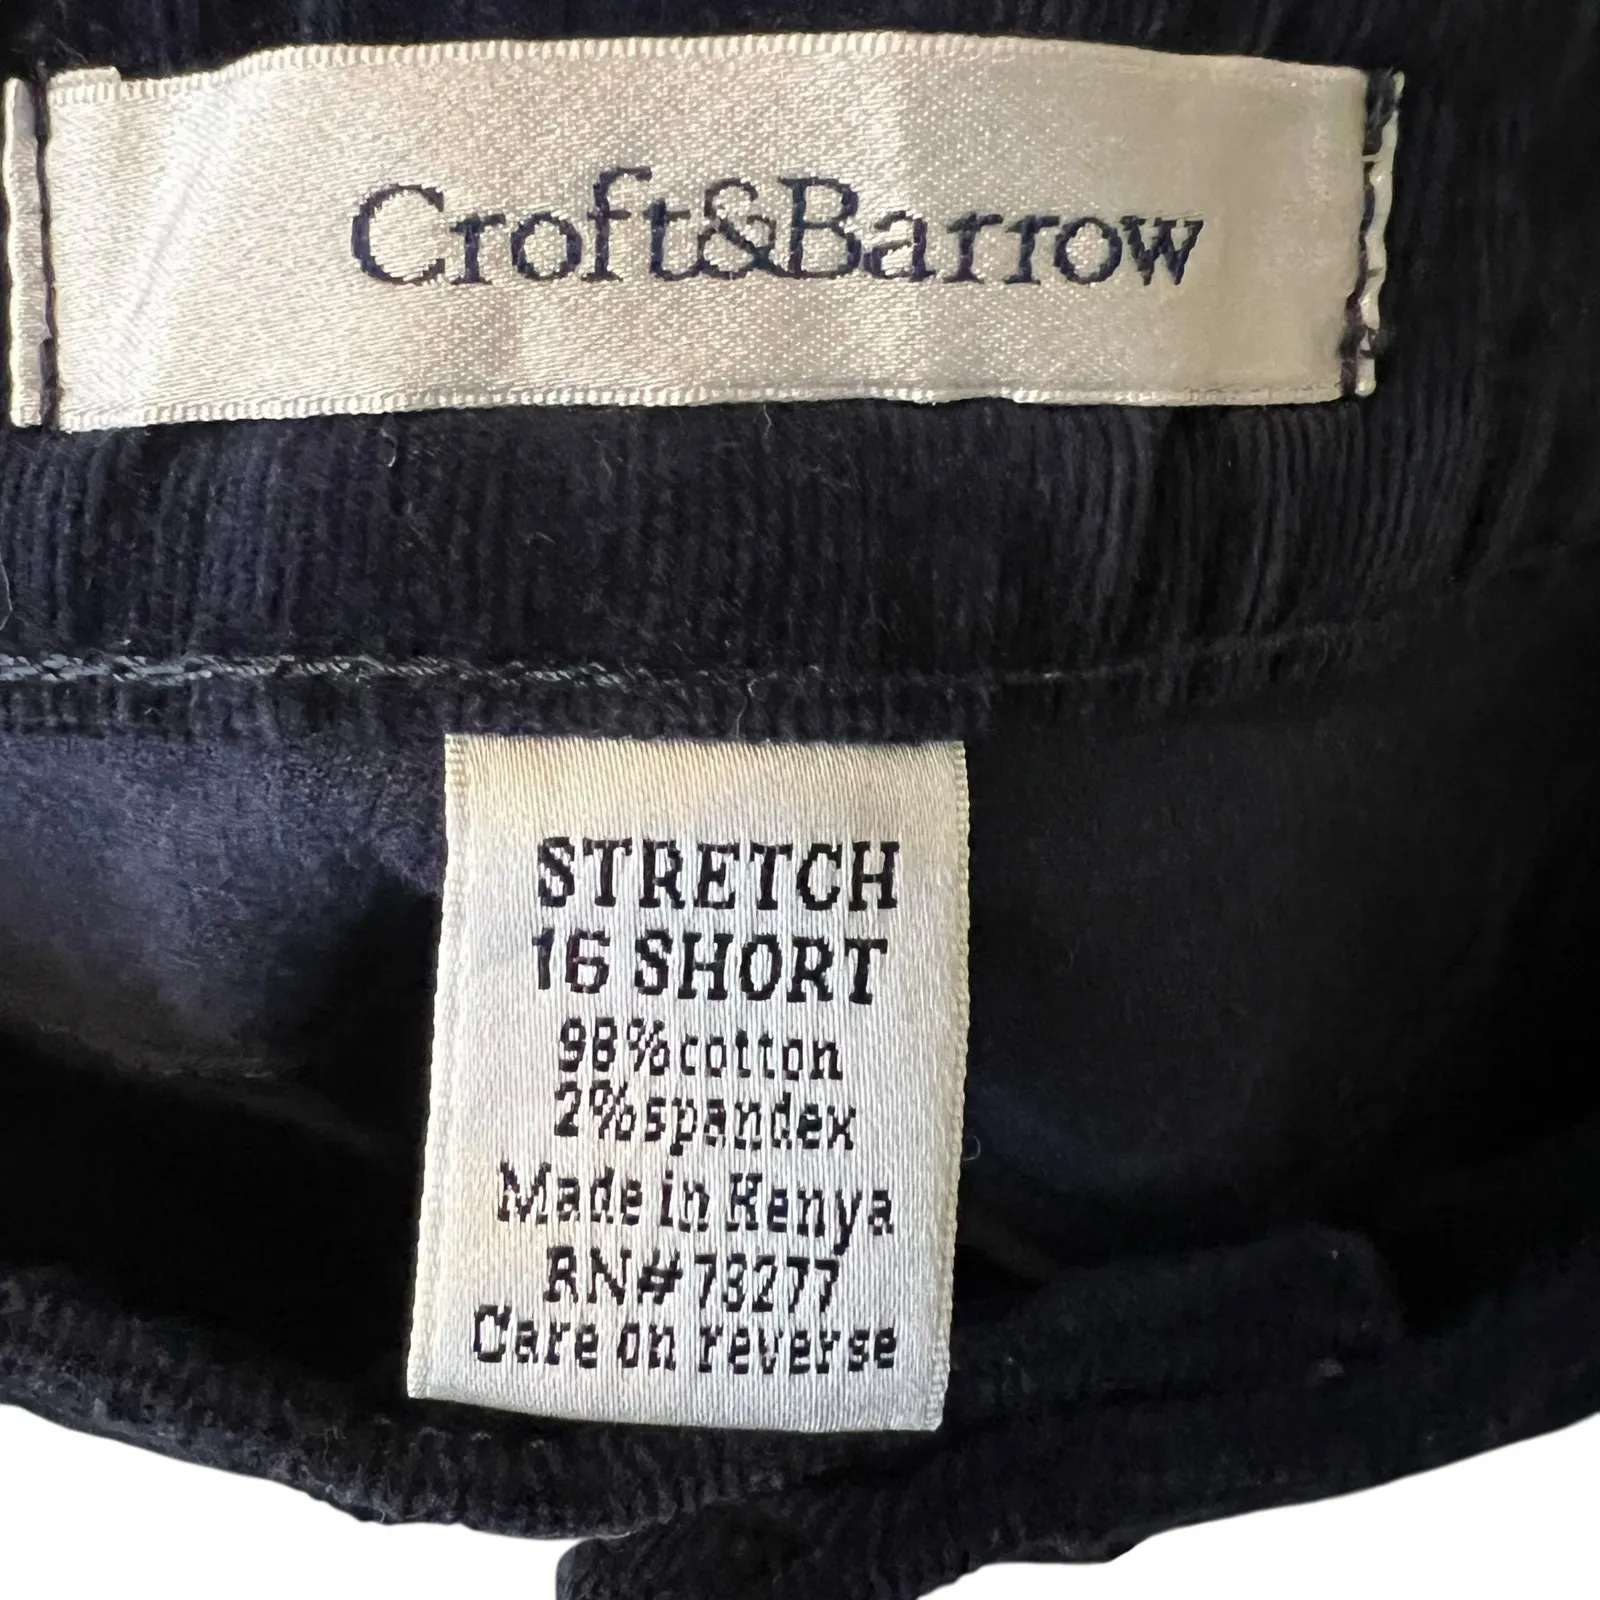 Croft&Barrow
STRETCH
16 SHORT
98%cotton
2%spandex
Made in Kenya
RN#73277
Care on reverse